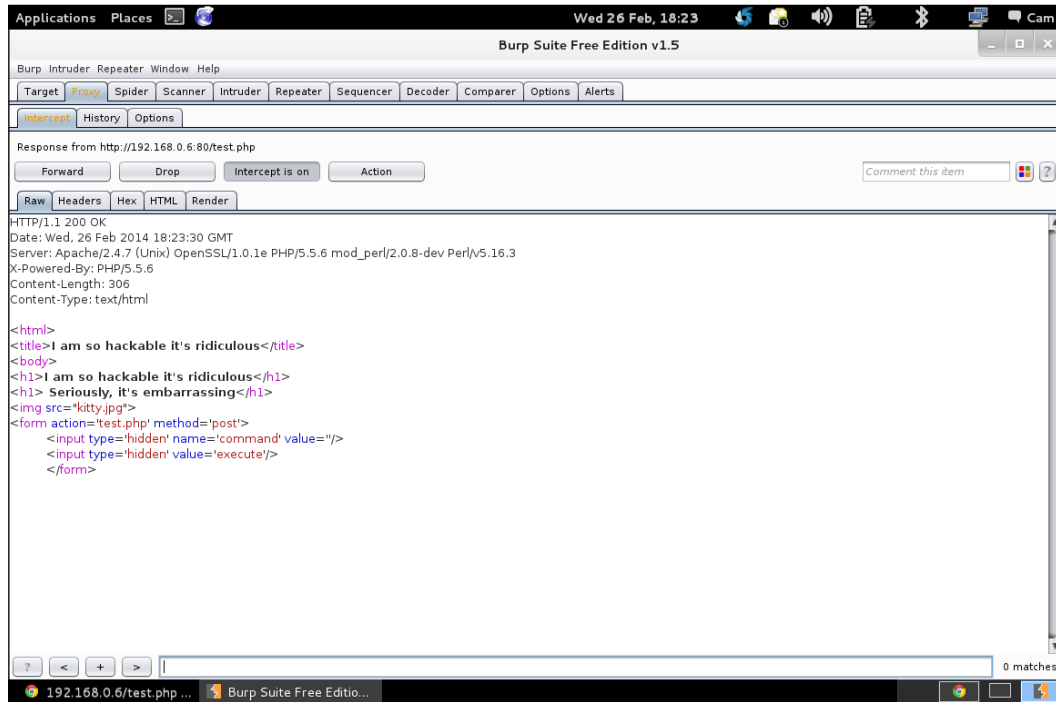 Applications Places Wed 26 Feb, 18:23 Cam
Burp Suite Free Edition v1.5
Burp Intruder Repeater Window Help
Target Proxy Spider Scanner Intruder Repeater Sequencer Decoder Comparer Options Alerts
Intercept History Options
Response from http://192.168.0.6:80/test.php
Forward Drop Intercept is on Action Comment this item ?
Raw Headers Hex HTML Render
HTTP/1.1 200 OK
Date: Wed, 26 Feb 2014 18:23:30 GMT
Server: Apache/2.4.7 (Unix) OpenSSL/1.0.1e PHP/5.5.6 mod_perl/2.0.8-dev Perl/v5.16.3
X-Powered-By: PHP/5.5.6
Content-Length: 306
Content-Type: text/html
<html>
<title>I am so hackable it's ridiculous</title>
<body>
<h1>I am so hackable it's ridiculous</h1>
<h1> Seriously, it's embarrassing</h1>
<img src="kitty.jpg">
<form action='test.php' method='post'>
<input type='hidden' name='command' value=''/>
<input type='hidden' value='execute'/>
</form>
? < + > 0 matches
192.168.0.6/test.php ... Burp Suite Free Editio...